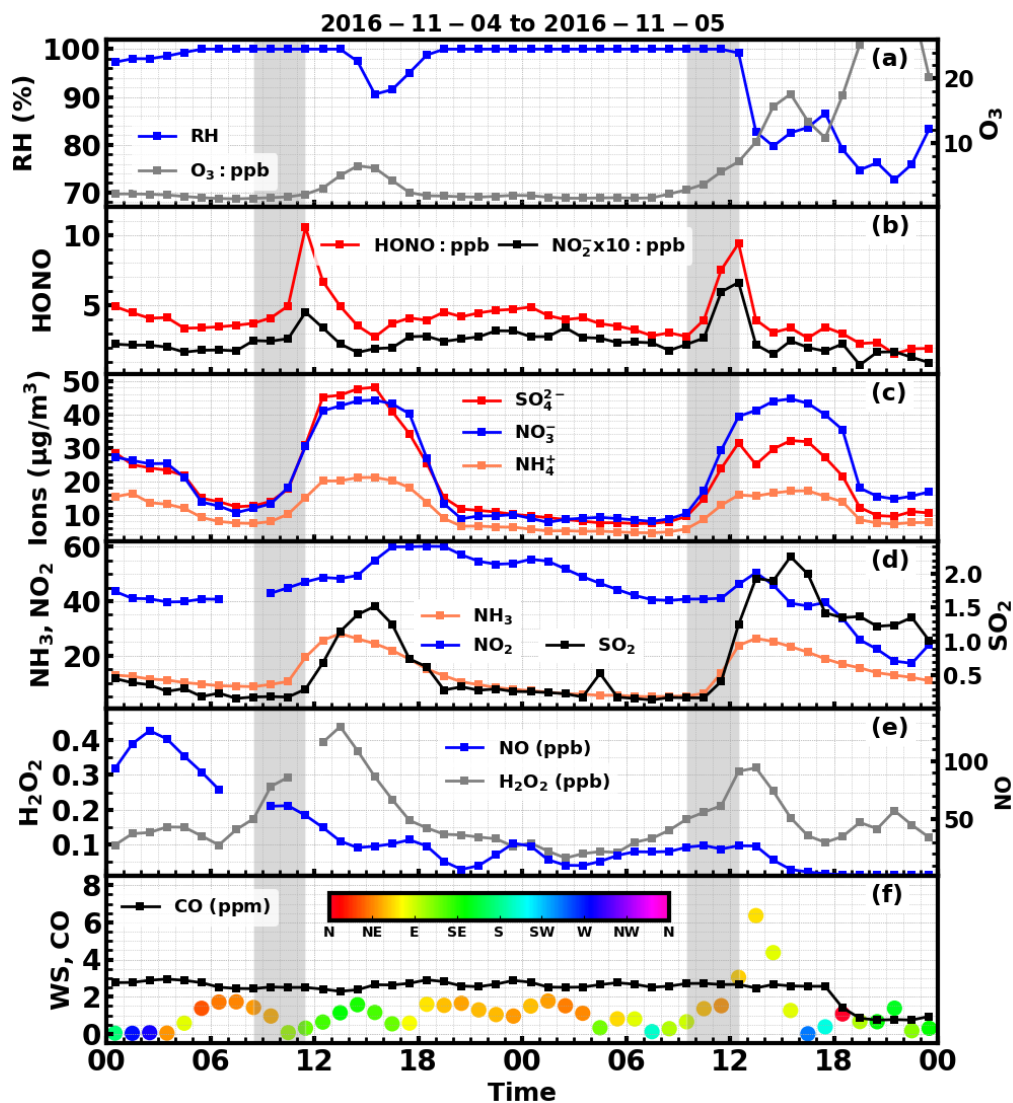 2016 – 11 – 04 to 2016 – 11 – 05
(a)
RH (%)
100
90
80
70
RH
O₃ : ppb
20
10
O₃
(b)
HONO
10
5
HONO : ppb
NO₂⁻x10 : ppb
(c)
Ions (μg/m³)
50
40
30
20
10
SO₄²⁻
NO₃⁻
NH₄⁺
(d)
NH₃, NO₂
60
40
20
NH₃
NO₂
SO₂
2.0
1.5
1.0
0.5
SO₂
(e)
H₂O₂
0.4
0.3
0.2
0.1
NO (ppb)
H₂O₂ (ppb)
100
50
NO
(f)
WS, CO
8
6
4
2
0
CO (ppm)
N NE E SE S SW W NW N
00 06 12 18 00 06 12 18 00
Time